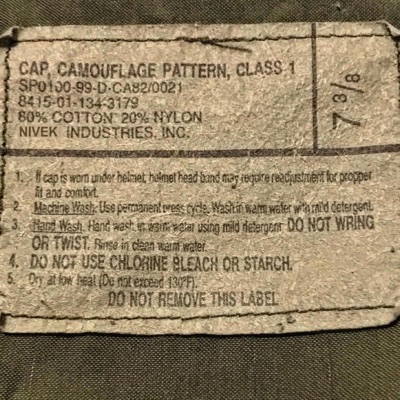 CAP, CAMOUFLAGE PATTERN, CLASS 1
SP0100-99-D-CA82/0021
8415-01-134-3179
80% COTTON 20% NYLON
NIVEK INDUSTRIES, INC.
7 3/8
1. If cap is worn under helmet, helmet head band may require readjustment for propper
fit and comfort.
2. Machine Wash: Use permanent press cycle. Wash in warm water with mild detergent.
3. Hand Wash: Hand wash in warm water using mild detergent DO NOT WRING
OR TWIST. Rinse in clean warm water.
4. DO NOT USE CHLORINE BLEACH OR STARCH.
5. Dry at low heat (Do not exceed 130°F).
DO NOT REMOVE THIS LABEL